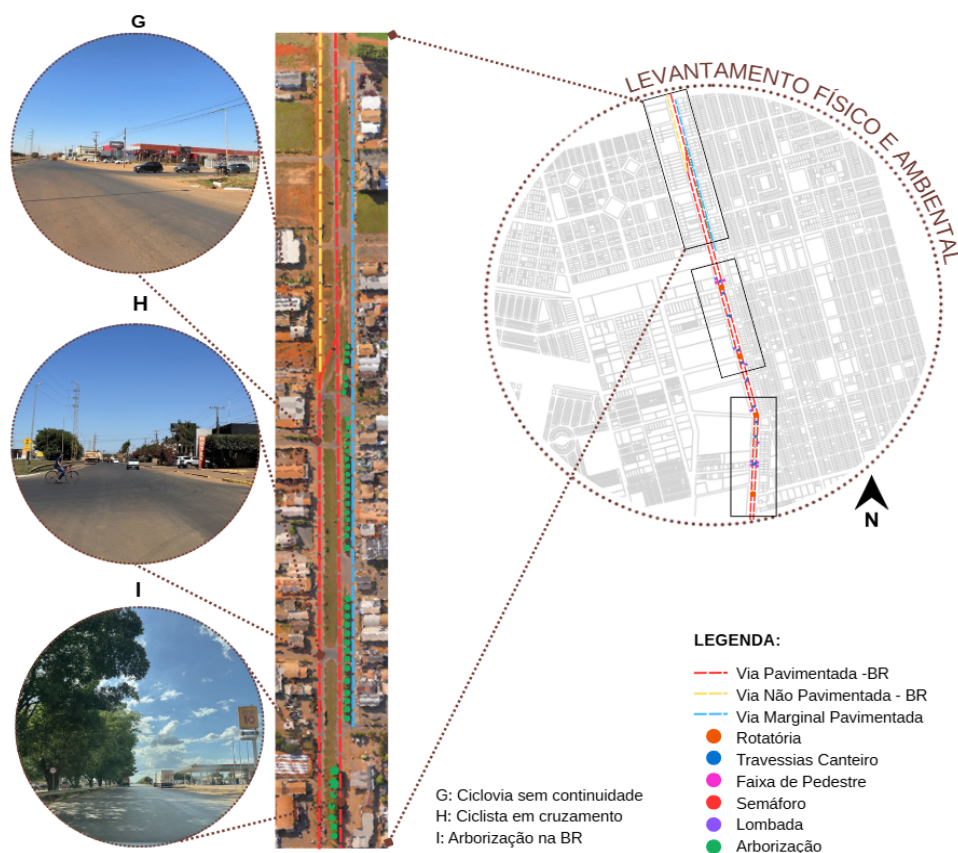 G
LEVANTAMENTO FÍSICO E AMBIENTAL
H
I
N
LEGENDA:
Via Pavimentada -BR
Via Não Pavimentada - BR
Via Marginal Pavimentada
Rotatória
Travessias Canteiro
Faixa de Pedestre
Semáforo
Lombada
Arborização
G: Ciclovia sem continuidade
H: Ciclista em cruzamento
I: Arborização na BR